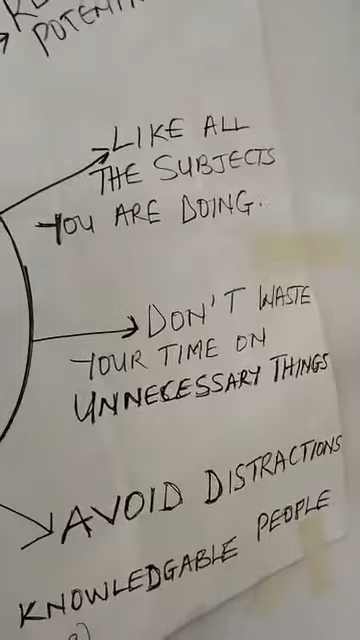 POTENTI
LIKE ALL
THE SUBJECTS
YOU ARE DOING.
DON'T WASTE
YOUR TIME ON
UNNECESSARY THINGS
AVOID DISTRACTIONS
KNOWLEDGABLE PEOPLE